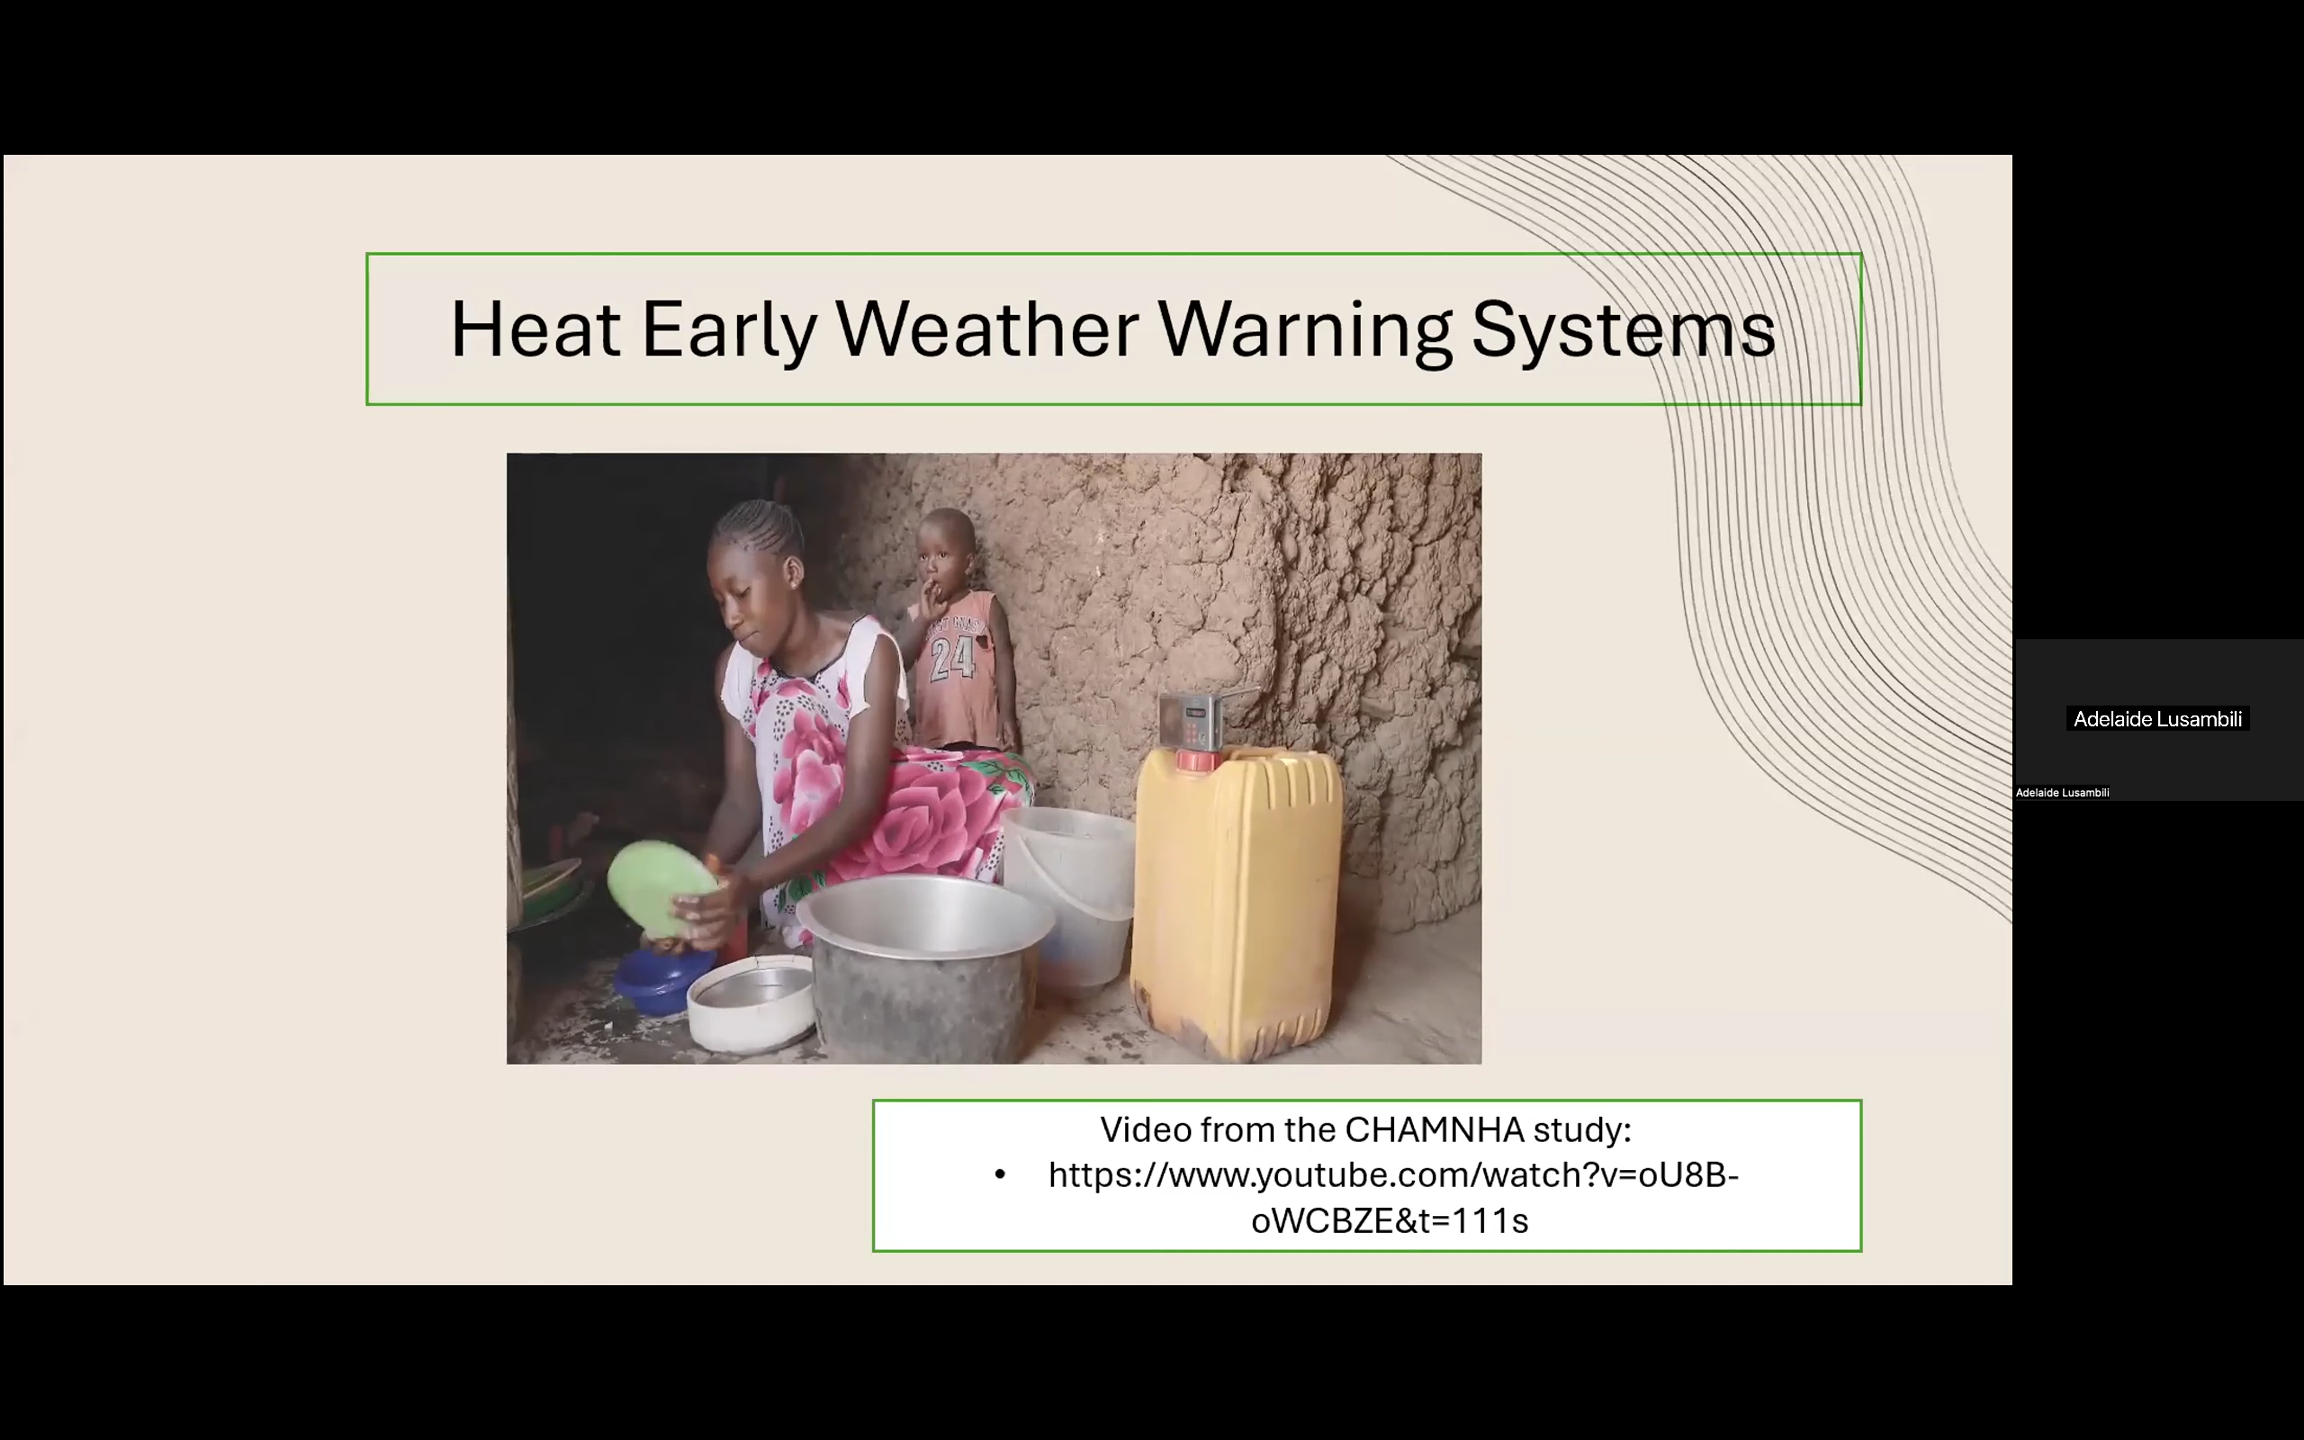 Heat Early Weather Warning Systems
24
Video from the CHAMNHA study:
• https://www.youtube.com/watch?v=oU8B-
oWCBZE&t=111s
Adelaide Lusambili
Adelaide Lusambili